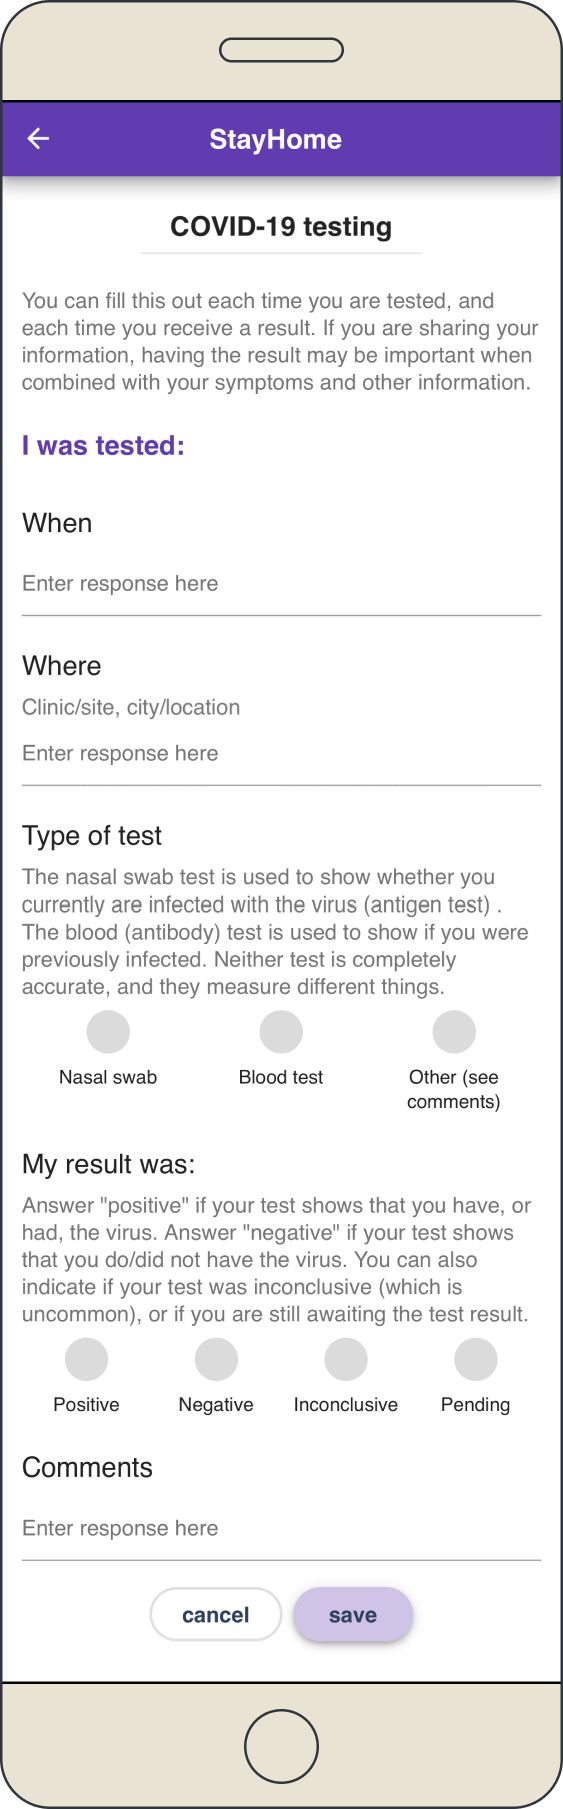 StayHome
COVID-19 testing
You can fill this out each time you are tested, and
each time you receive a result. If you are sharing your
information, having the result may be important when
combined with your symptoms and other information.
I was tested:
When
Enter response here
Where
Clinic/site, city/location
Enter response here
Type of test
The nasal swab test is used to show whether you
currently are infected with the virus (antigen test) .
The blood (antibody) test is used to show if you were
previously infected. Neither test is completely
accurate, and they measure different things.
Nasal swab
Blood test
Other (see
comments)
My result was:
Answer "positive" if your test shows that you have, or
had, the virus. Answer "negative" if your test shows
that you do/did not have the virus. You can also
indicate if your test was inconclusive (which is
uncommon), or if you are still awaiting the test result.
Positive
Negative
Inconclusive
Pending
Comments
Enter response here
cancel
save